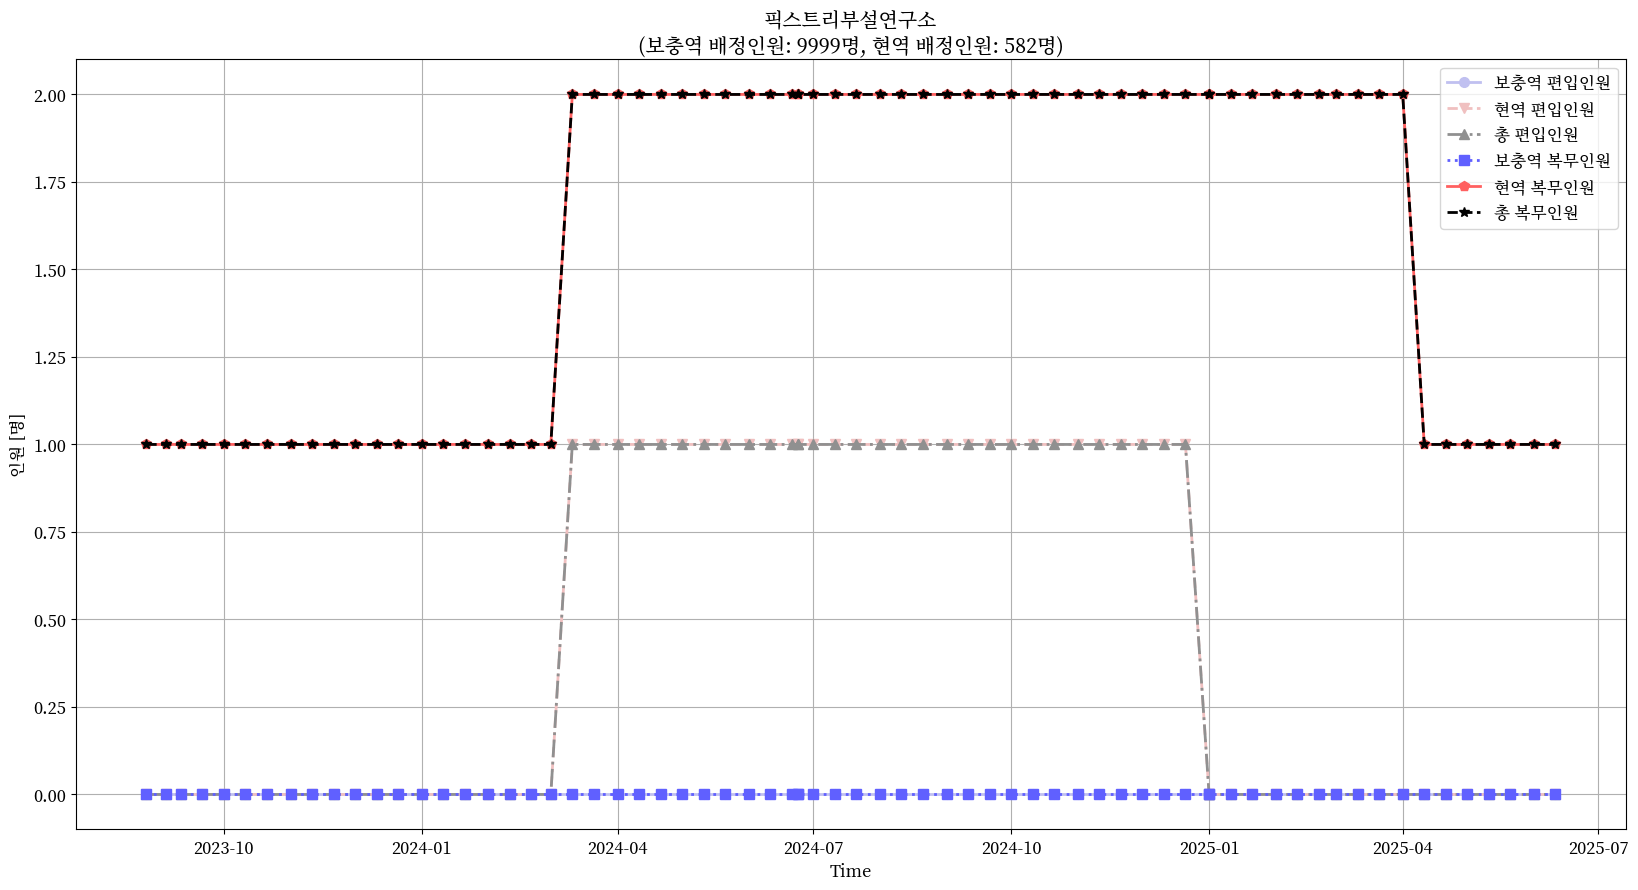 픽스트리부설연구소
(보충역 배정인원: 9999명, 현역 배정인원: 582명)
보충역 편입인원
현역 편입인원
총 편입인원
보충역 복무인원
현역 복무인원
총 복무인원
인원 [명]
2.00
1.75
1.50
1.25
1.00
0.75
0.50
0.25
0.00
2023-10
2024-01
2024-04
2024-07
2024-10
2025-01
2025-04
2025-07
Time